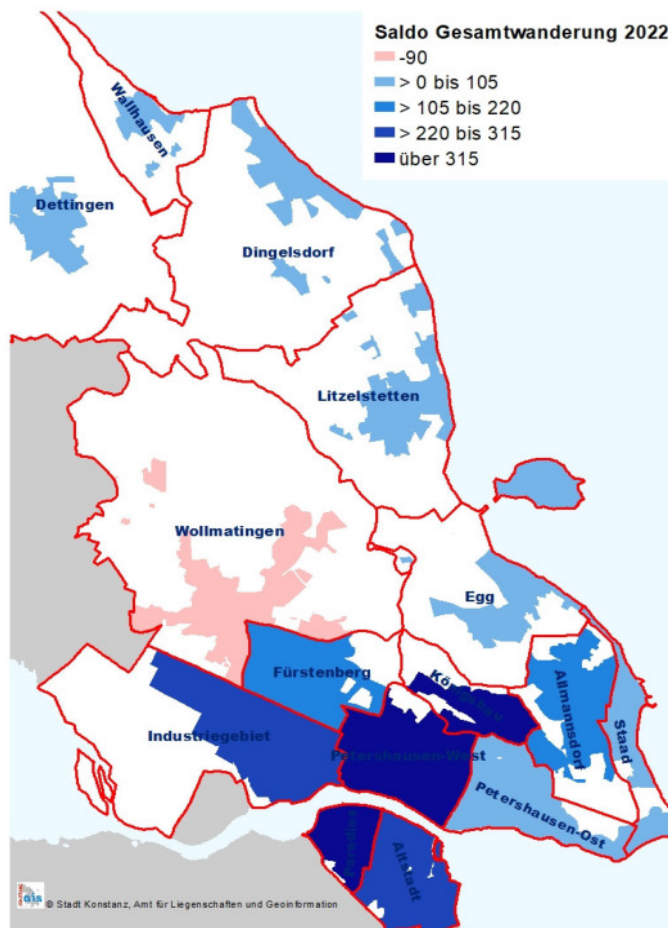 Saldo Gesamtwanderung 2022
-90
> 0 bis 105
> 105 bis 220
> 220 bis 315
über 315
Wallhausen
Dettingen
Dingelsdorf
Litzelstetten
Wollmatingen
Egg
Fürstenberg
Königsbau
Allmannsdorf
Staad
Industriegebiet
Petershausen-West
Petershausen-Ost
Paradies
Altstadt
© Stadt Konstanz, Amt für Liegenschaften und Geoinformation